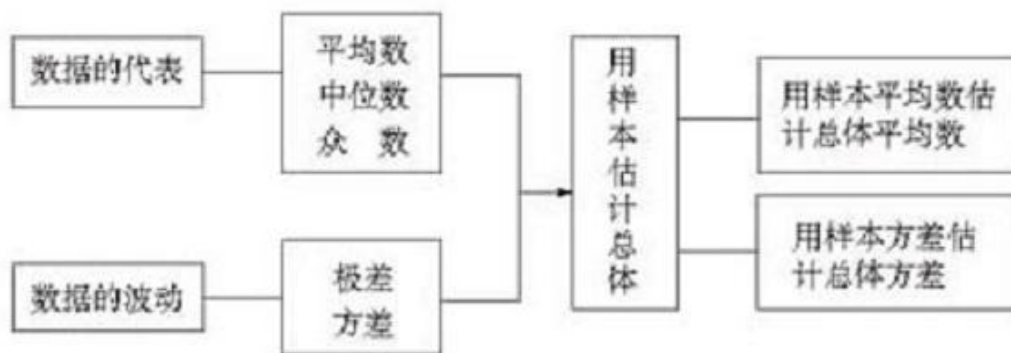 数据的代表
平均数
中位数
众 数
数据的波动
极差
方差
用样本估计总体
用样本平均数估
计总体平均数
用样本方差估
计总体方差